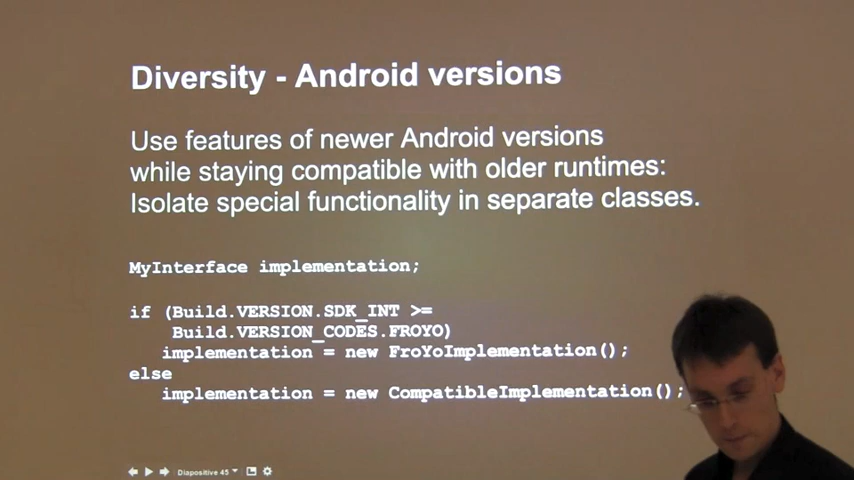 Diversity - Android versions
Use features of newer Android versions
while staying compatible with older runtimes:
Isolate special functionality in separate classes.
MyInterface implementation;
if (Build.VERSION.SDK_INT >=
Build.VERSION_CODES.FROYO)
implementation = new FroYoImplementation();
else
implementation = new CompatibleImplementation();
Diapositive 45